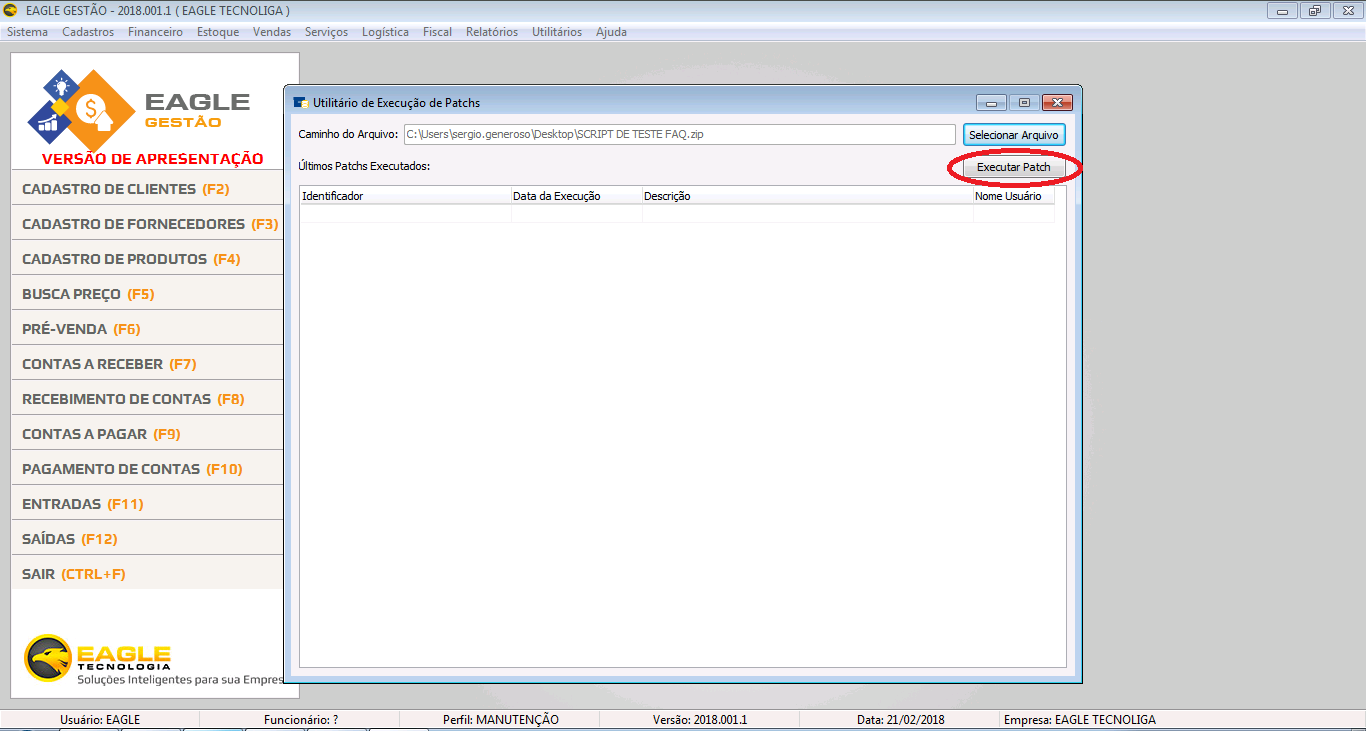 EAGLE GESTÃO - 2018.001.1 ( EAGLE TECNOLIGA )
Sistema Cadastros Financeiro Estoque Vendas Serviços Logística Fiscal Relatórios Utilitários Ajuda
EAGLE
GESTÃO
VERSÃO DE APRESENTAÇÃO
CADASTRO DE CLIENTES (F2)
CADASTRO DE FORNECEDORES (F3)
CADASTRO DE PRODUTOS (F4)
BUSCA PREÇO (F5)
PRÉ-VENDA (F6)
CONTAS A RECEBER (F7)
RECEBIMENTO DE CONTAS (F8)
CONTAS A PAGAR (F9)
PAGAMENTO DE CONTAS (F10)
ENTRADAS (F11)
SAÍDAS (F12)
SAIR (CTRL+F)
EAGLE
TECNOLOGIA
Soluções Inteligentes para sua Empres
Utilitário de Execução de Patchs
Caminho do Arquivo: C:\Users\sergio.generoso\Desktop\SCRIPT DE TESTE FAQ.zip Selecionar Arquivo
Últimos Patchs Executados: Executar Patch
Identificador Data da Execução Descrição Nome Usuário
Usuário: EAGLE Funcionário: ? Perfil: MANUTENÇÃO Versão: 2018.001.1 Data: 21/02/2018 Empresa: EAGLE TECNOLIGA